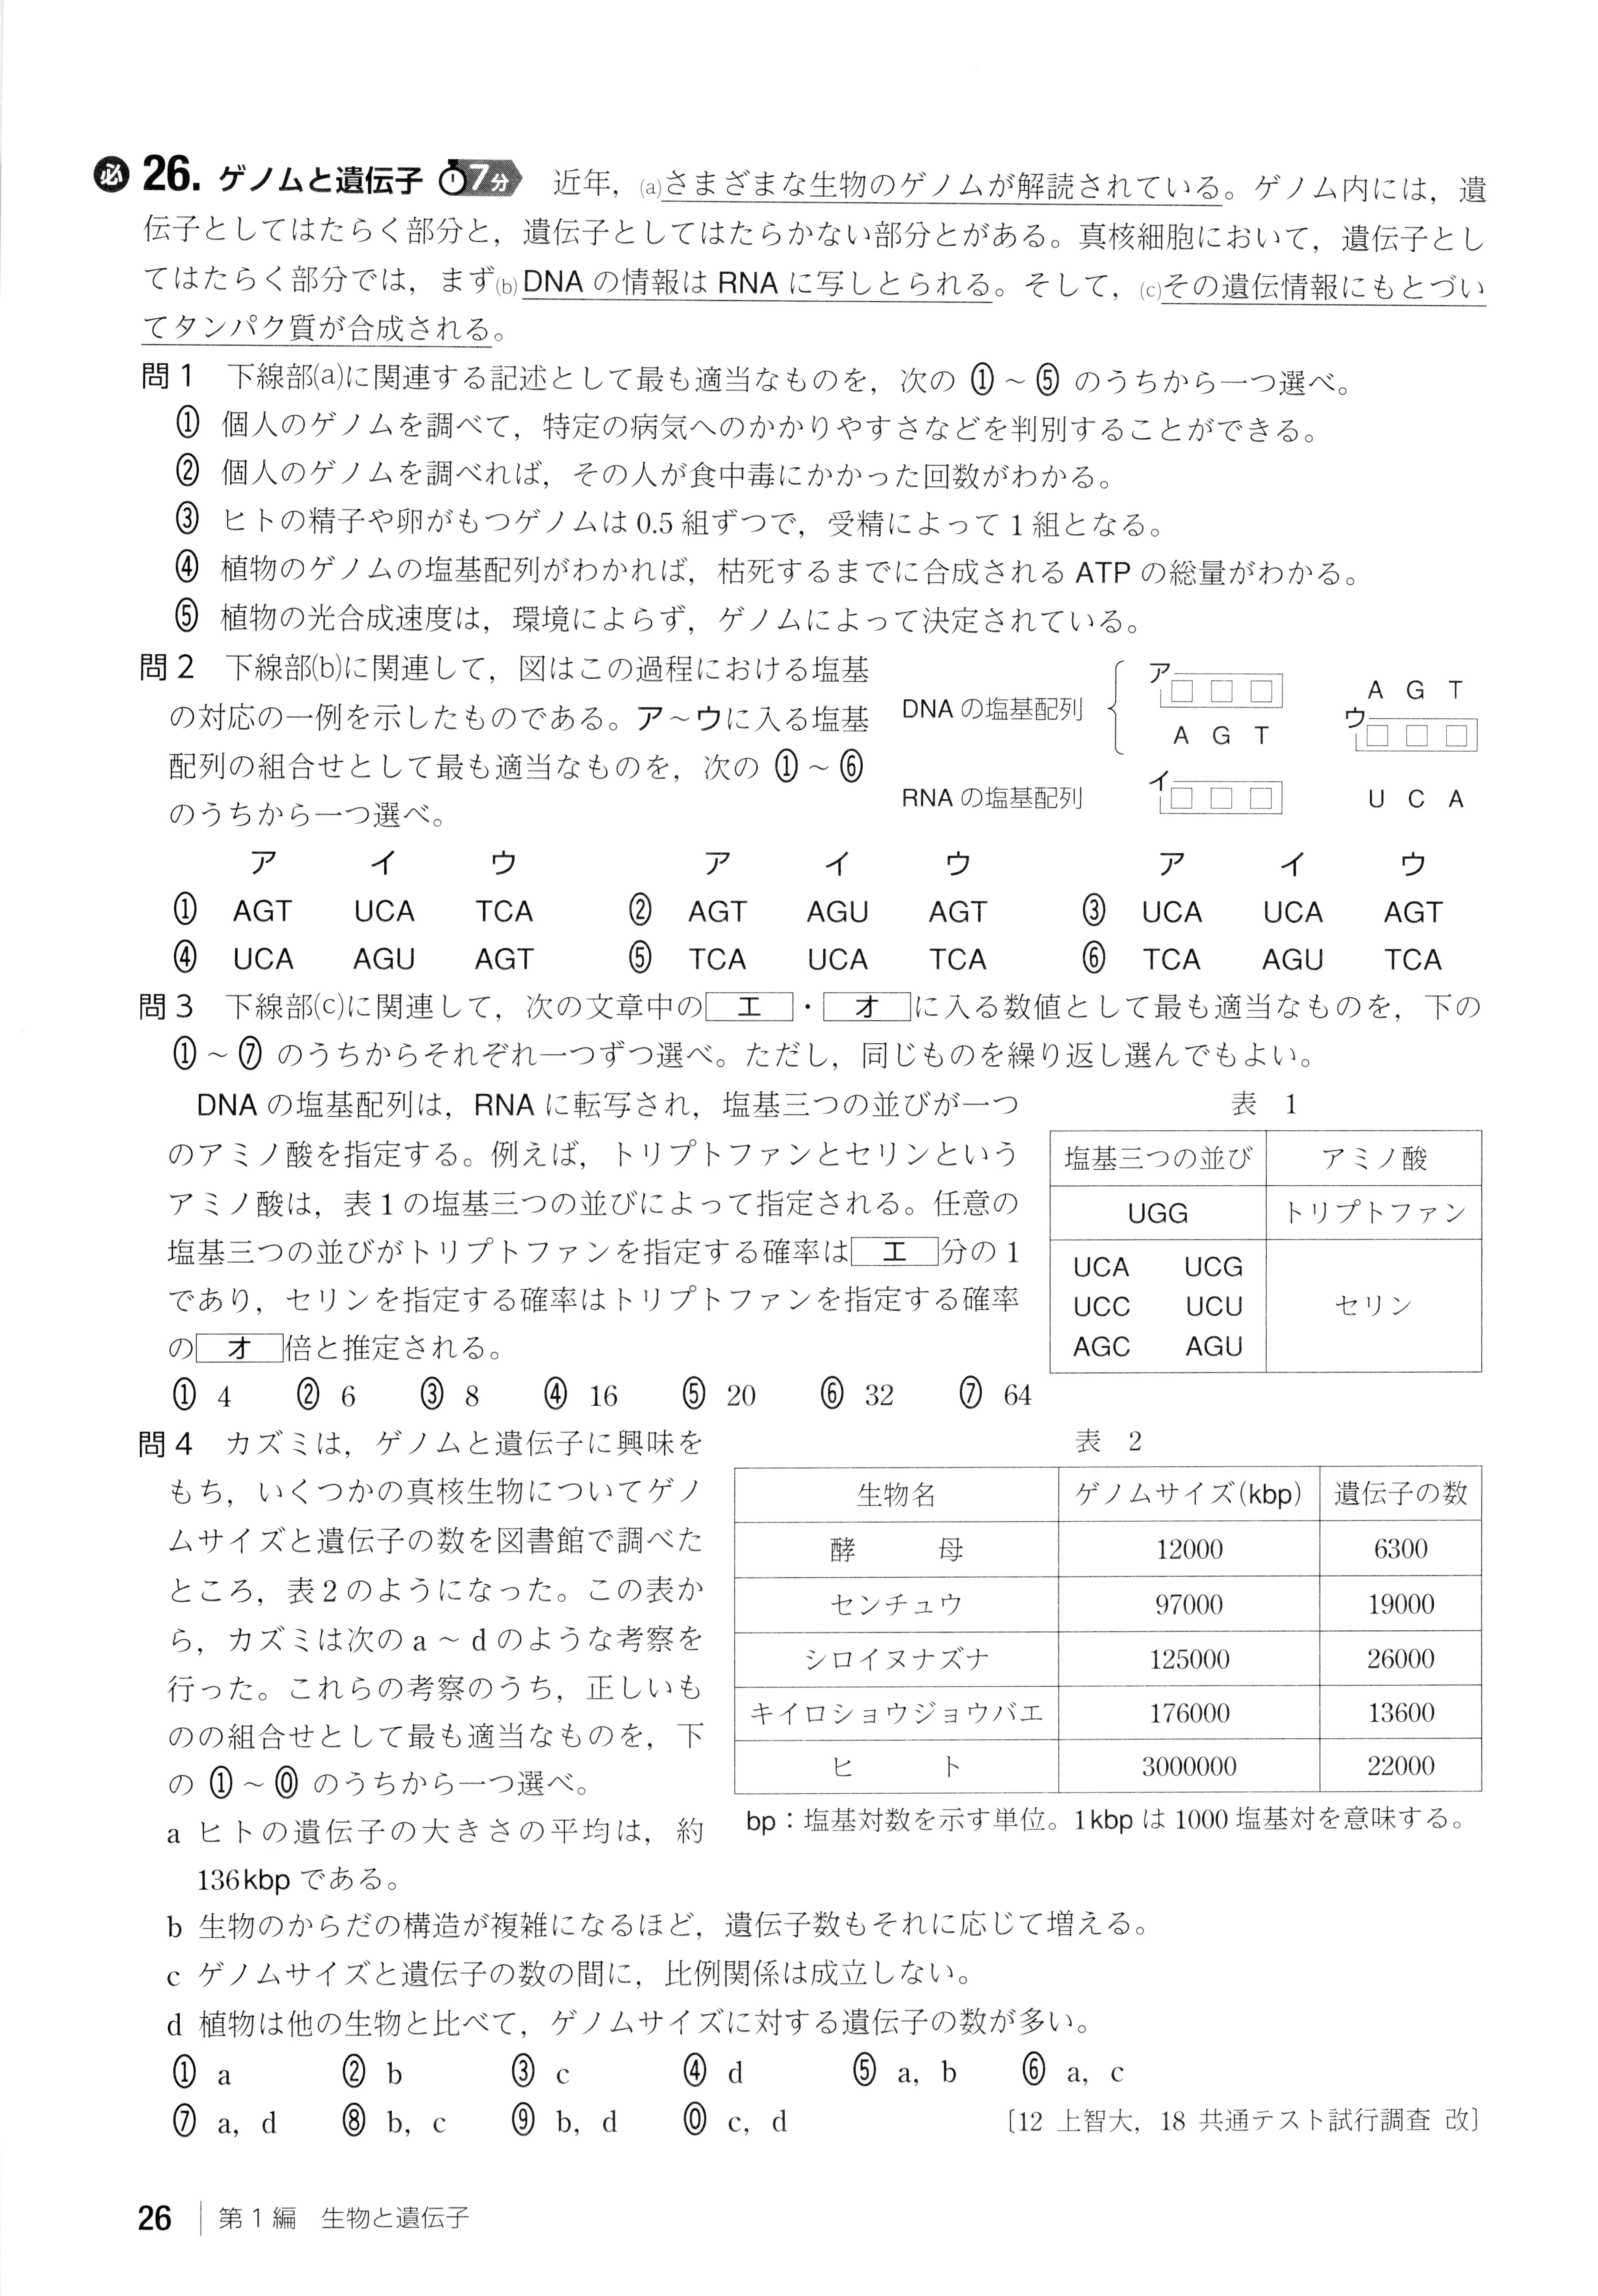 必 26. ゲノムと遺伝子 7分 近年，(a)さまざまな生物のゲノムが解読されている。ゲノム内には，遺
伝子としてはたらく部分と，遺伝子としてはたらかない部分とがある。真核細胞において，遺伝子とし
てはたらく部分では，まず(b)DNAの情報はRNAに写しとられる。そして，(c)その遺伝情報にもとづい
てタンパク質が合成される。
問1 下線部(a)に関連する記述として最も適当なものを，次の ①～⑤ のうちから一つ選べ。
① 個人のゲノムを調べて，特定の病気へのかかりやすさなどを判別することができる。
② 個人のゲノムを調べれば，その人が食中毒にかかった回数がわかる。
③ ヒトの精子や卵がもつゲノムは0.5組ずつで，受精によって1組となる。
④ 植物のゲノムの塩基配列がわかれば，枯死するまでに合成されるATPの総量がわかる。
⑤ 植物の光合成速度は，環境によらず，ゲノムによって決定されている。
問2 下線部(b)に関連して，図はこの過程における塩基
の対応の一例を示したものである。ア～ウに入る塩基
配列の組合せとして最も適当なものを，次の ①～⑥
のうちから一つ選べ。
DNAの塩基配列 ア□□□ A G T
A G T ウ□□□
RNAの塩基配列 イ□□□ U C A
ア イ ウ ア イ ウ ア イ ウ
① AGT UCA TCA ② AGT AGU AGT ③ UCA UCA AGT
④ UCA AGU AGT ⑤ TCA UCA TCA ⑥ TCA AGU TCA
問3 下線部(c)に関連して，次の文章中の エ ・ オ に入る数値として最も適当なものを，下の
①～⑦ のうちからそれぞれ一つずつ選べ。ただし，同じものを繰り返し選んでもよい。
DNAの塩基配列は，RNAに転写され，塩基三つの並びが一つ
のアミノ酸を指定する。例えば，トリプトファンとセリンという
アミノ酸は，表1の塩基三つの並びによって指定される。任意の
塩基三つの並びがトリプトファンを指定する確率は エ 分の1
であり，セリンを指定する確率はトリプトファンを指定する確率
の オ 倍と推定される。
表 1
塩基三つの並び アミノ酸
UGG トリプトファン
UCA UCG
UCC UCU セリン
AGC AGU
① 4 ② 6 ③ 8 ④ 16 ⑤ 20 ⑥ 32 ⑦ 64
問4 カズミは，ゲノムと遺伝子に興味を
もち，いくつかの真核生物についてゲノ
ムサイズと遺伝子の数を図書館で調べた
ところ，表2のようになった。この表か
ら，カズミは次のa～dのような考察を
行った。これらの考察のうち，正しいも
のの組合せとして最も適当なものを，下
の ①～⓪ のうちから一つ選べ。
表 2
生物名 ゲノムサイズ(kbp) 遺伝子の数
酵 母 12000 6300
センチュウ 97000 19000
シロイヌナズナ 125000 26000
キイロショウジョウバエ 176000 13600
ヒ ト 3000000 22000
bp：塩基対数を示す単位。1kbpは1000塩基対を意味する。
a ヒトの遺伝子の大きさの平均は，約
136kbpである。
b 生物のからだの構造が複雑になるほど，遺伝子数もそれに応じて増える。
c ゲノムサイズと遺伝子の数の間に，比例関係は成立しない。
d 植物は他の生物と比べて，ゲノムサイズに対する遺伝子の数が多い。
① a ② b ③ c ④ d ⑤ a，b ⑥ a，c
⑦ a，d ⑧ b，c ⑨ b，d ⓪ c，d 〔12 上智大，18 共通テスト試行調査 改〕
26 第1編 生物と遺伝子